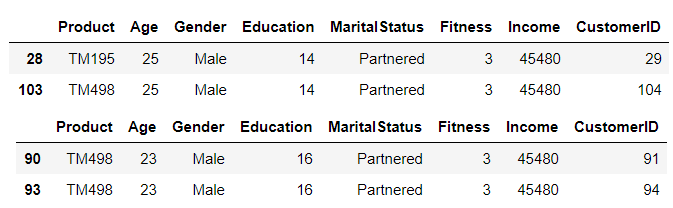 Product Age Gender Education MaritalStatus Fitness Income CustomerID
28 TM195 25 Male 14 Partnered 3 45480 29
103 TM498 25 Male 14 Partnered 3 45480 104
Product Age Gender Education MaritalStatus Fitness Income CustomerID
90 TM498 23 Male 16 Partnered 3 45480 91
93 TM498 23 Male 16 Partnered 3 45480 94